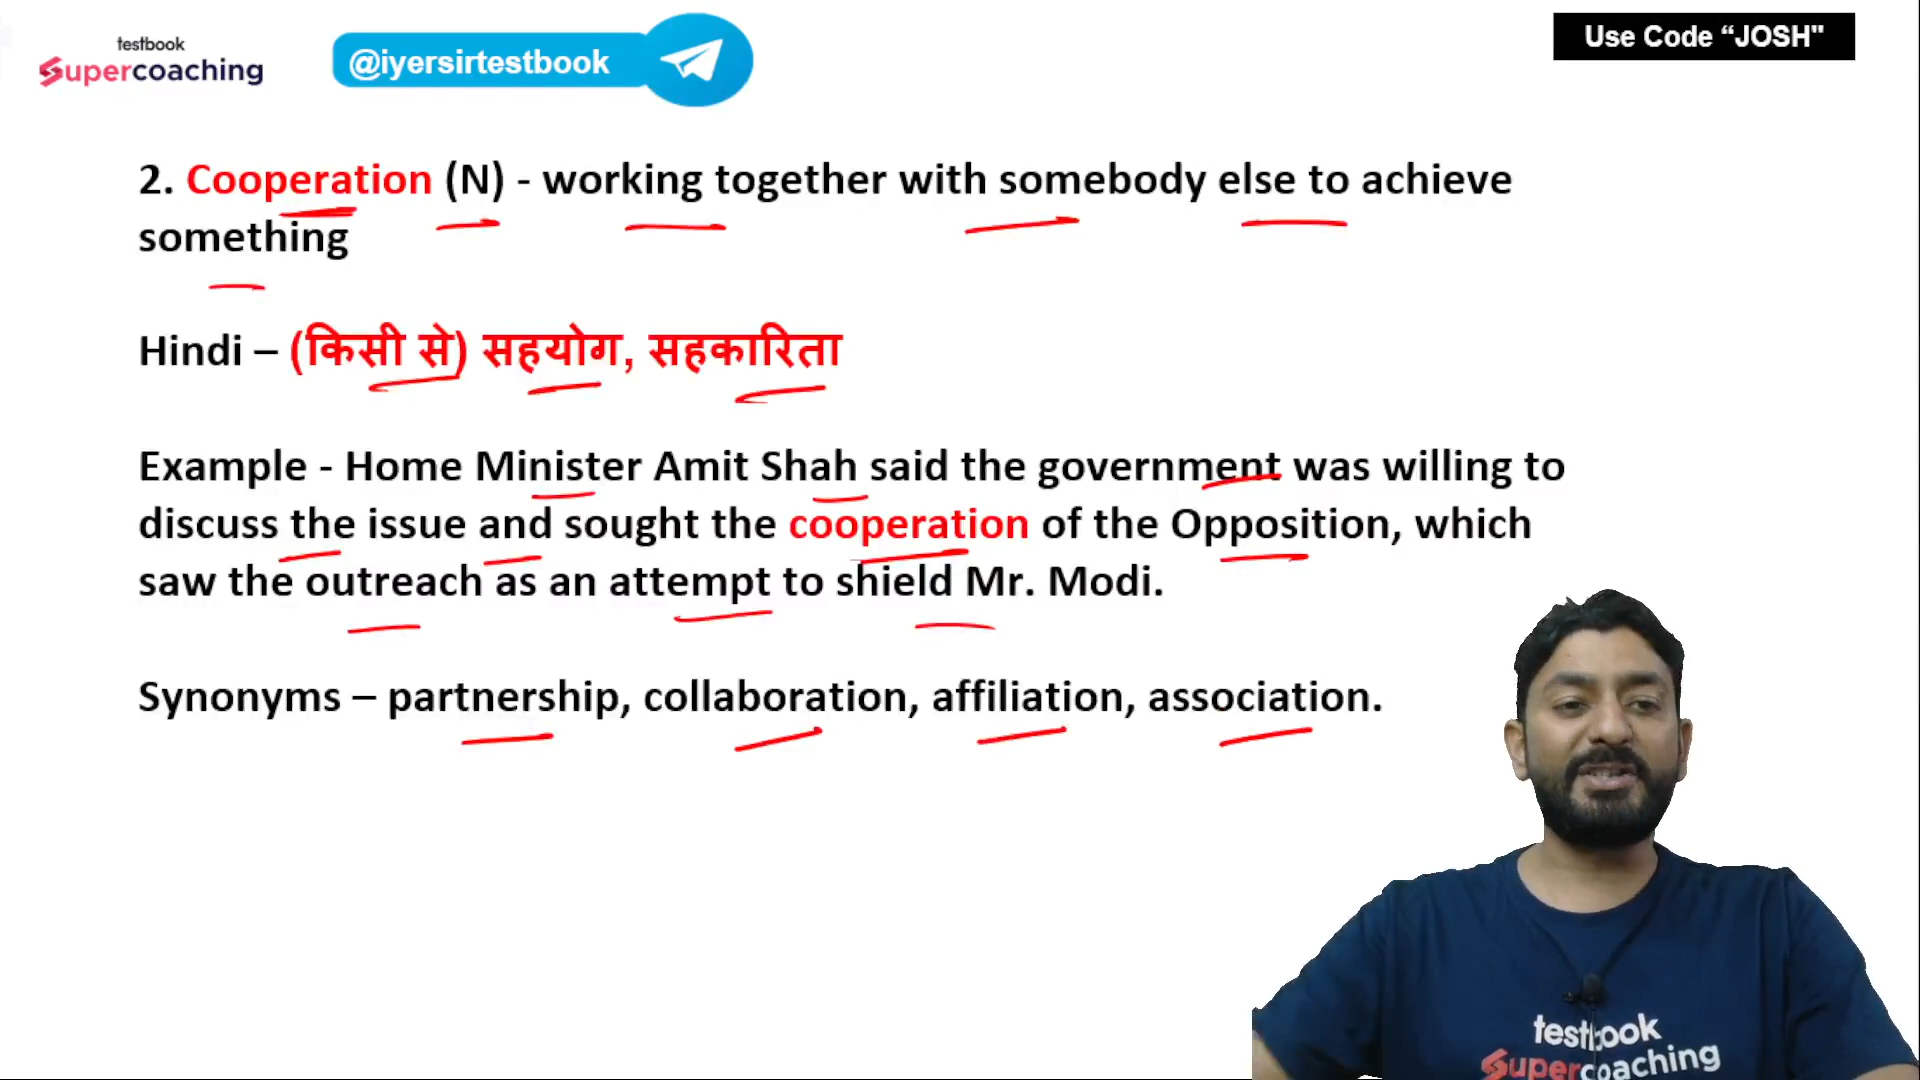 testbook
Supercoaching
@iyersirtestbook
Use Code “JOSH"
2. Cooperation (N) - working together with somebody else to achieve
something
Hindi – (किसी से) सहयोग, सहकारिता
Example - Home Minister Amit Shah said the government was willing to
discuss the issue and sought the cooperation of the Opposition, which
saw the outreach as an attempt to shield Mr. Modi.
Synonyms – partnership, collaboration, affiliation, association.
testbook
Supercoaching